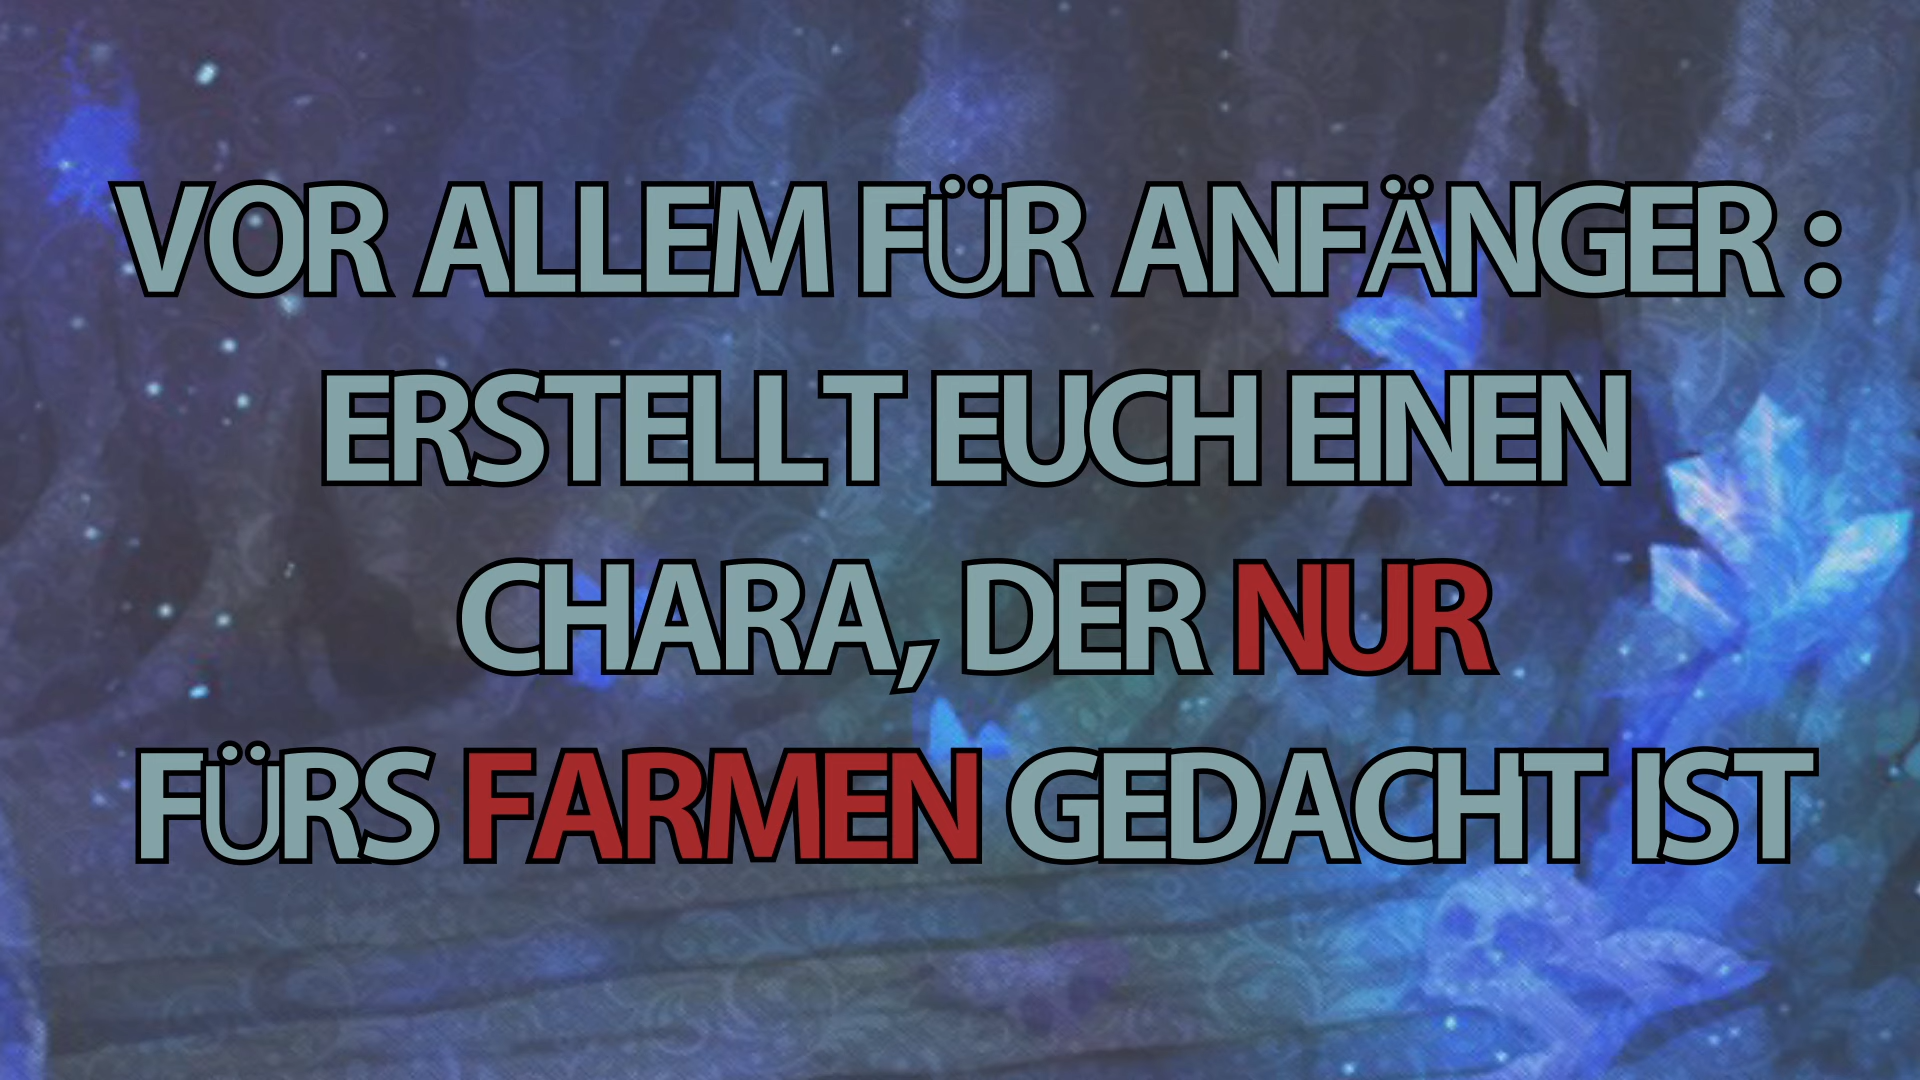 VOR ALLEM FÜR ANFÄNGER :
ERSTELLT EUCH EINEN
CHARA, DER NUR
FÜRS FARMEN GEDACHT IST